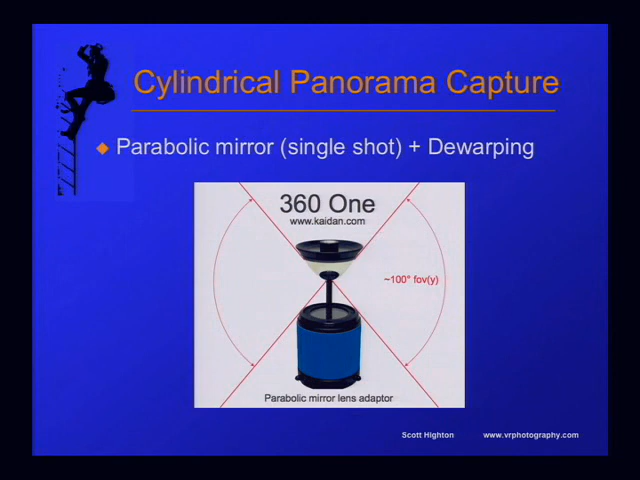 Cylindrical Panorama Capture
Parabolic mirror (single shot) + Dewarping
360 One
www.kaidan.com
~100° fov(y)
Parabolic mirror lens adaptor
Scott Highton www.vrphotography.com